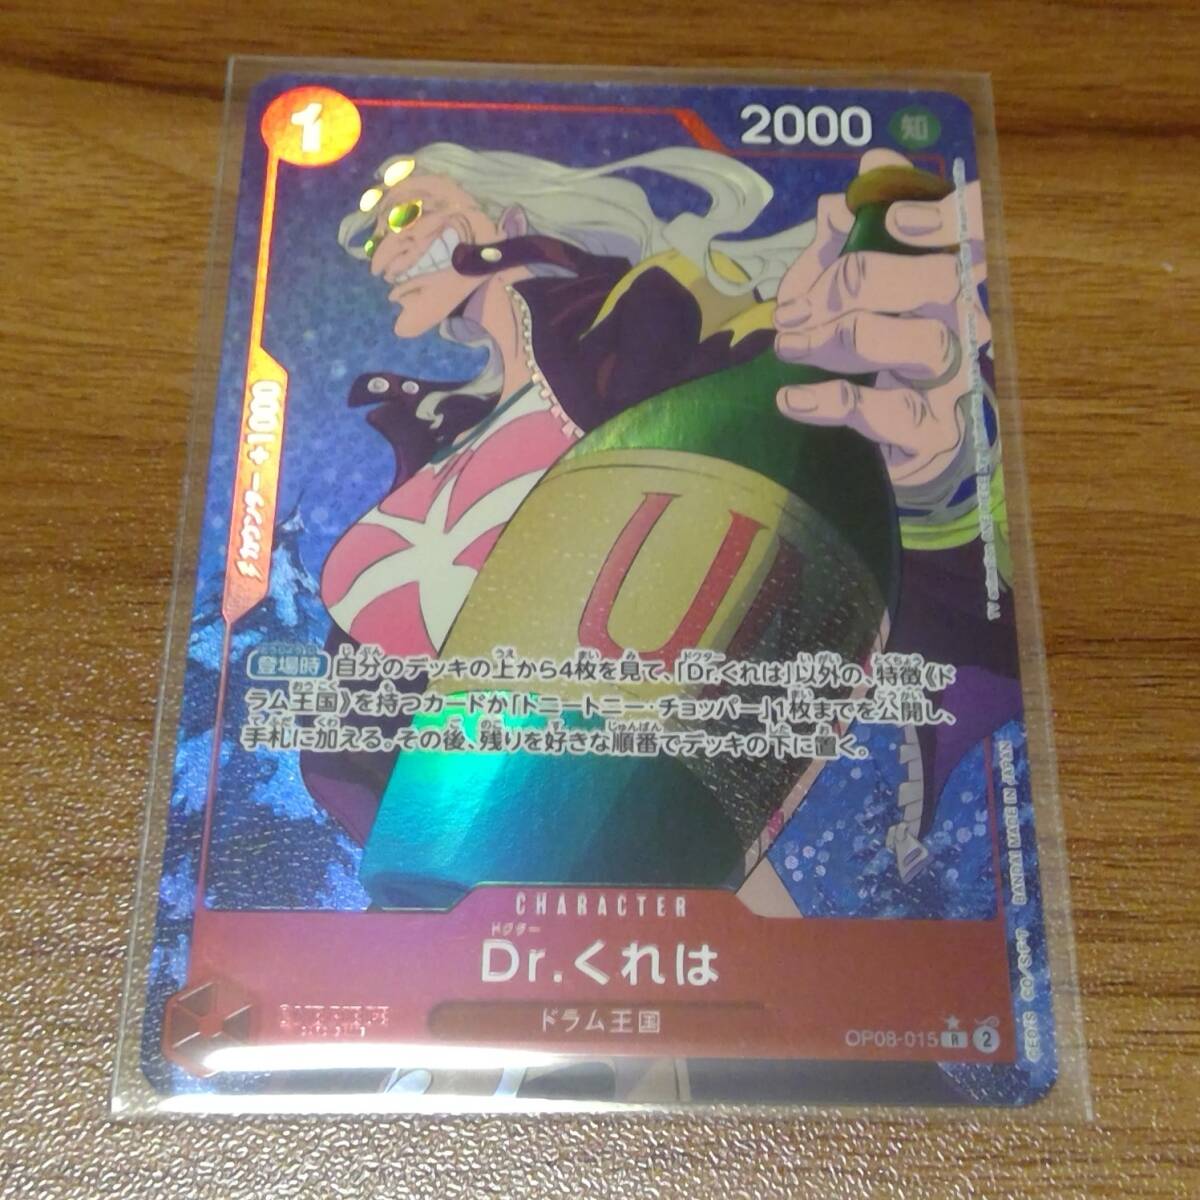 1
2000 知
カウンター+1000
U
登場時 自分のデッキの上から4枚を見て、「Dr.くれは」以外の、特徴《ド
ラム王国》を持つカードか「トニートニー・チョッパー」1枚までを公開し、
手札に加える。その後、残りを好きな順番でデッキの下に置く。
CHARACTER
ドクター
Dr.くれは
ドラム王国
OP08-015 R 2
BANDAI MADE IN JAPAN